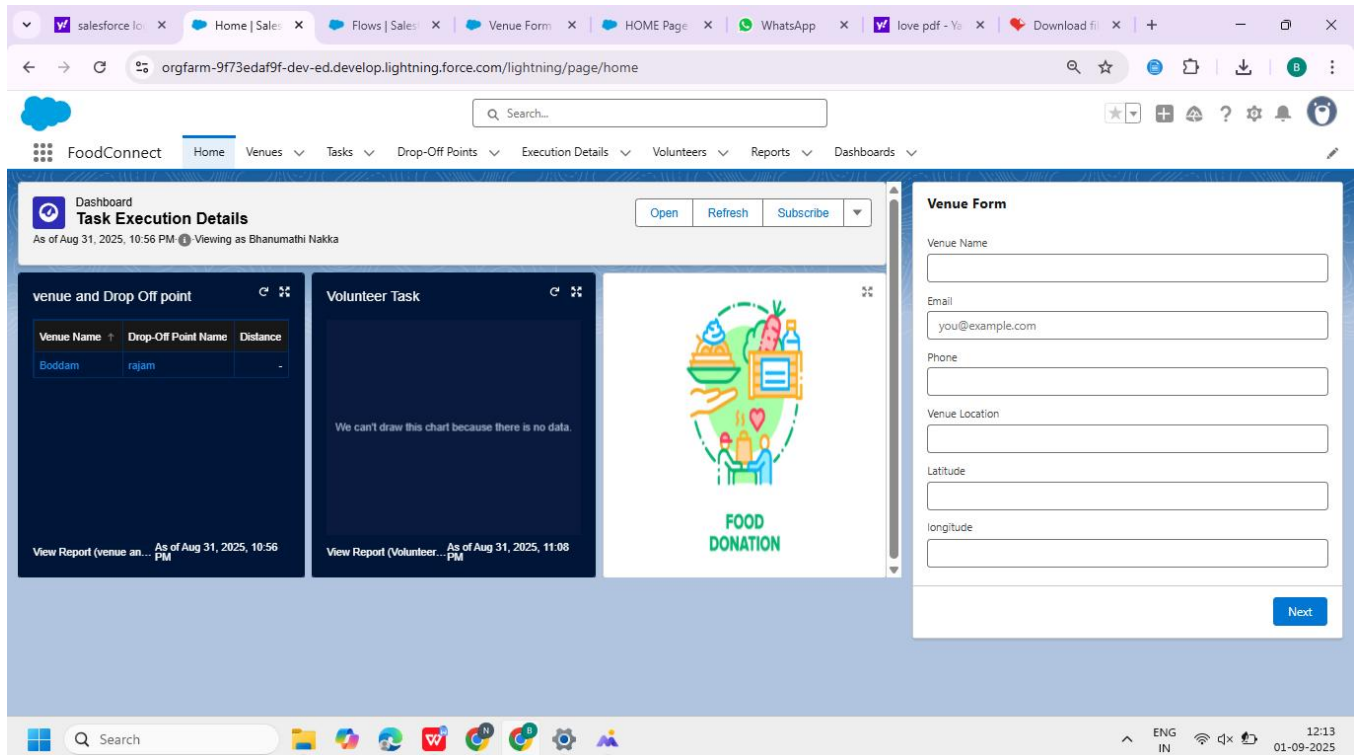 salesforce lo
Home | Sales
Flows | Sales
Venue Form
HOME Page
WhatsApp
love pdf - Ya
Download fi
orgfarm-9f73edaf9f-dev-ed.develop.lightning.force.com/lightning/page/home
B
Search...
FoodConnect Home Venues Tasks Drop-Off Points Execution Details Volunteers Reports Dashboards
Dashboard
Task Execution Details
As of Aug 31, 2025, 10:56 PM Viewing as Bhanumathi Nakka
Open Refresh Subscribe
venue and Drop Off point
Venue Name Drop-Off Point Name Distance
Boddam rajam -
View Report (venue an... As of Aug 31, 2025, 10:56 PM
Volunteer Task
We can't draw this chart because there is no data.
View Report (Volunteer... As of Aug 31, 2025, 11:08 PM
FOOD
DONATION
Venue Form
Venue Name
Email
you@example.com
Phone
Venue Location
Latitude
longitude
Next
Search
W
N
B
ENG
IN
12:13
01-09-2025